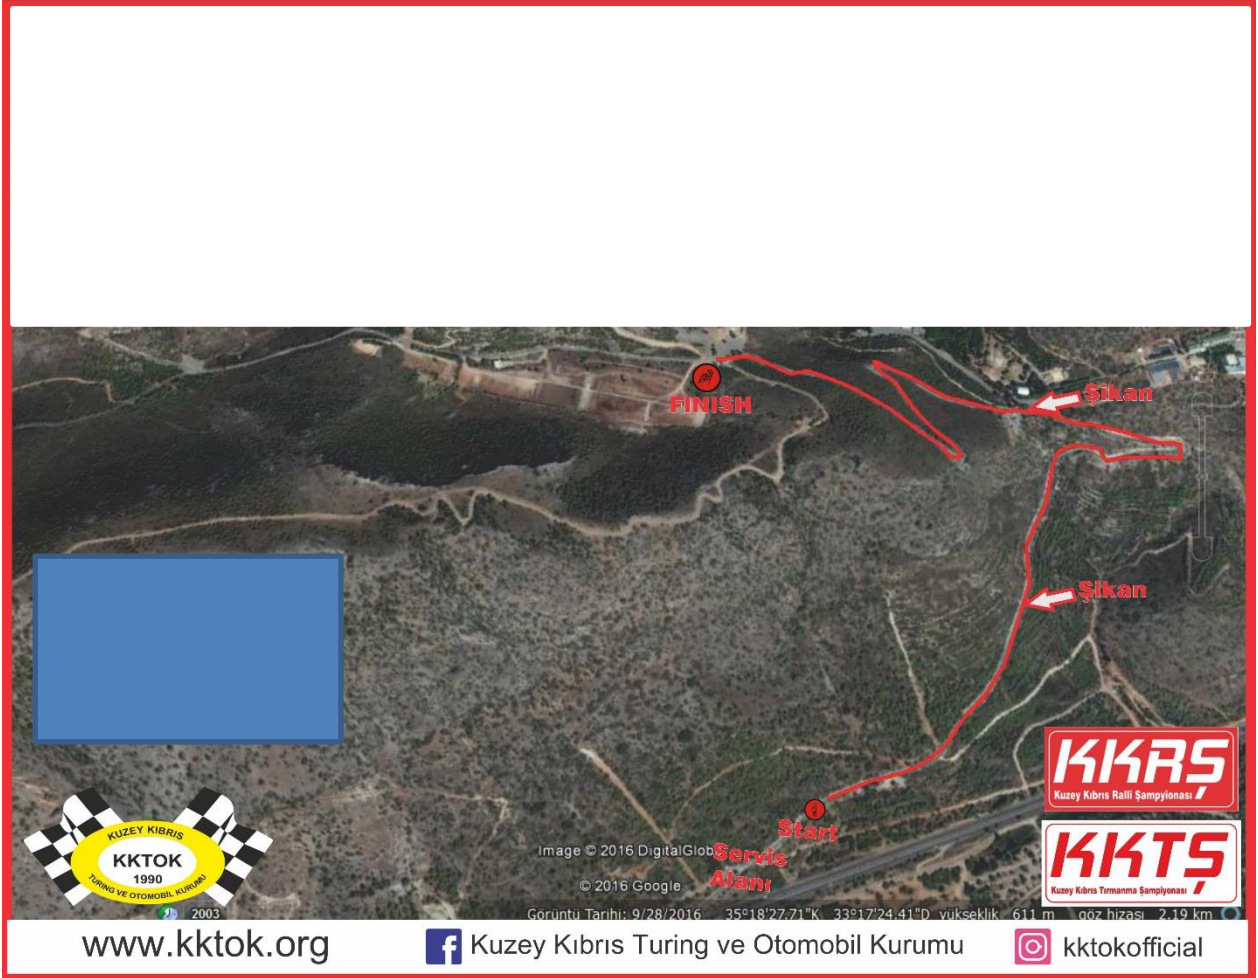 FINISH
Şikan
Şikan
Start
Servis
Alanı
KKRŞ
Kuzey Kıbrıs Ralli Şampiyonası
KKTŞ
Kuzey Kıbrıs Tırmanma Şampiyonası
KUZEY KIBRIS
KKTOK
1990
TURING VE OTOMOBİL KURUMU
Image © 2016 DigitalGlob
© 2016 Google
2003
Görüntü Tarihi: 9/28/2016 35°18'27.71"K 33°17'24.41"D yükseklik 611 m göz hizası 2.19 km
www.kktok.org
Kuzey Kıbrıs Turing ve Otomobil Kurumu
kktokofficial